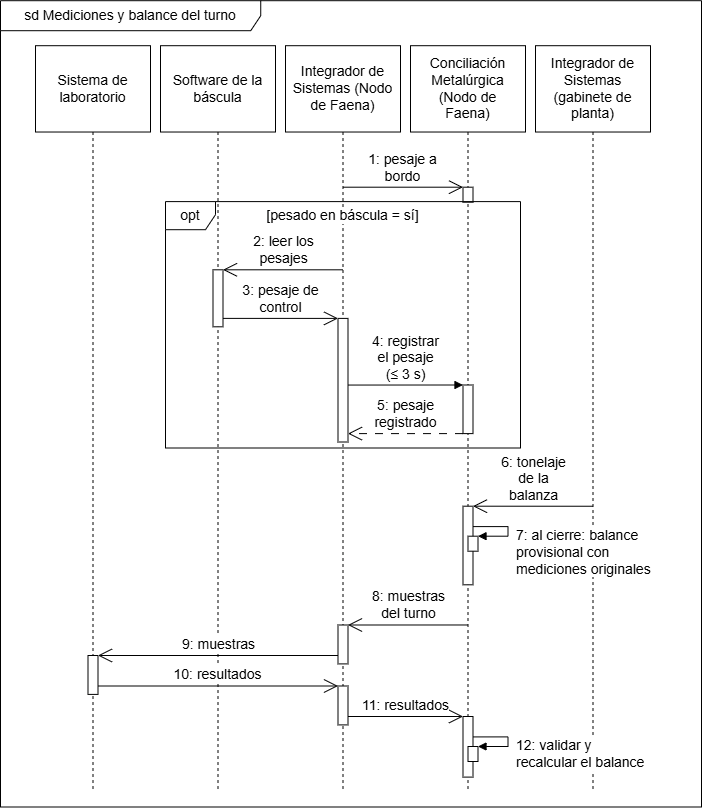 sd Mediciones y balance del turno
Sistema de
laboratorio
Software de la
báscula
Integrador de
Sistemas (Nodo
de Faena)
Conciliación
Metalúrgica
(Nodo de
Faena)
Integrador de
Sistemas
(gabinete de
planta)
1: pesaje a
bordo
opt
[pesado en báscula = sí]
2: leer los
pesajes
3: pesaje de
control
4: registrar
el pesaje
(≤ 3 s)
5: pesaje
registrado
6: tonelaje
de la
balanza
7: al cierre: balance
provisional con
mediciones originales
8: muestras
del turno
9: muestras
10: resultados
11: resultados
12: validar y
recalcular el balance